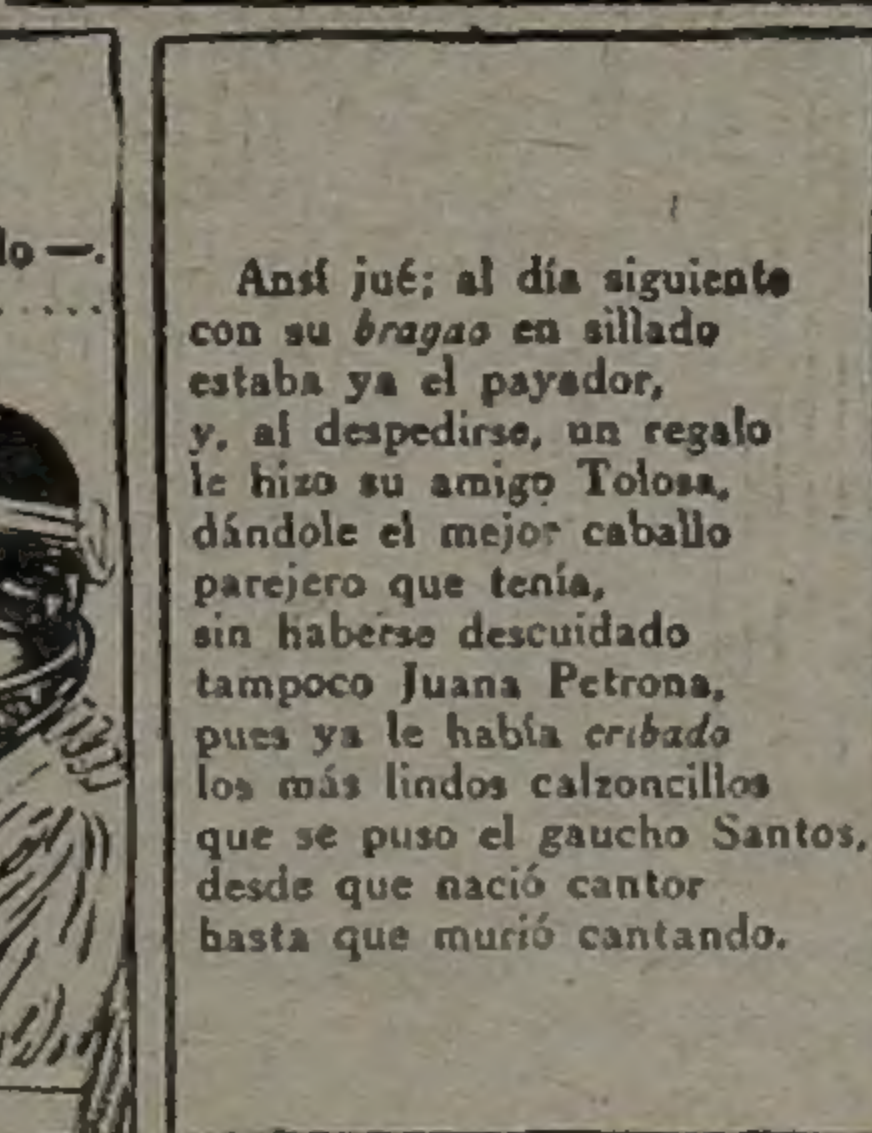 do —.
. . . . .
Ansí jué; al día siguiente
con su bragao en sillado
estaba ya el payador,
y, al despedirse, un regalo
le hizo su amigo Tolosa,
dándole el mejor caballo
parejero que tenía,
sin haberse descuidado
tampoco Juana Petrona,
pues ya le había cribado
los más lindos calzoncillos
que se puso el gaucho Santos,
desde que nació cantor
hasta que murió cantando.